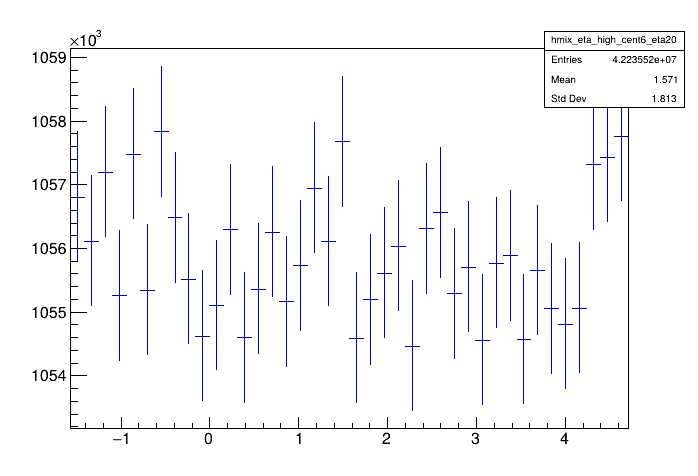 ×10³
hmix_eta_high_cent6_eta20
Entries 4.223552e+07
Mean 1.571
Std Dev 1.813
1059
1058
1057
1056
1055
1054
−1 0 1 2 3 4